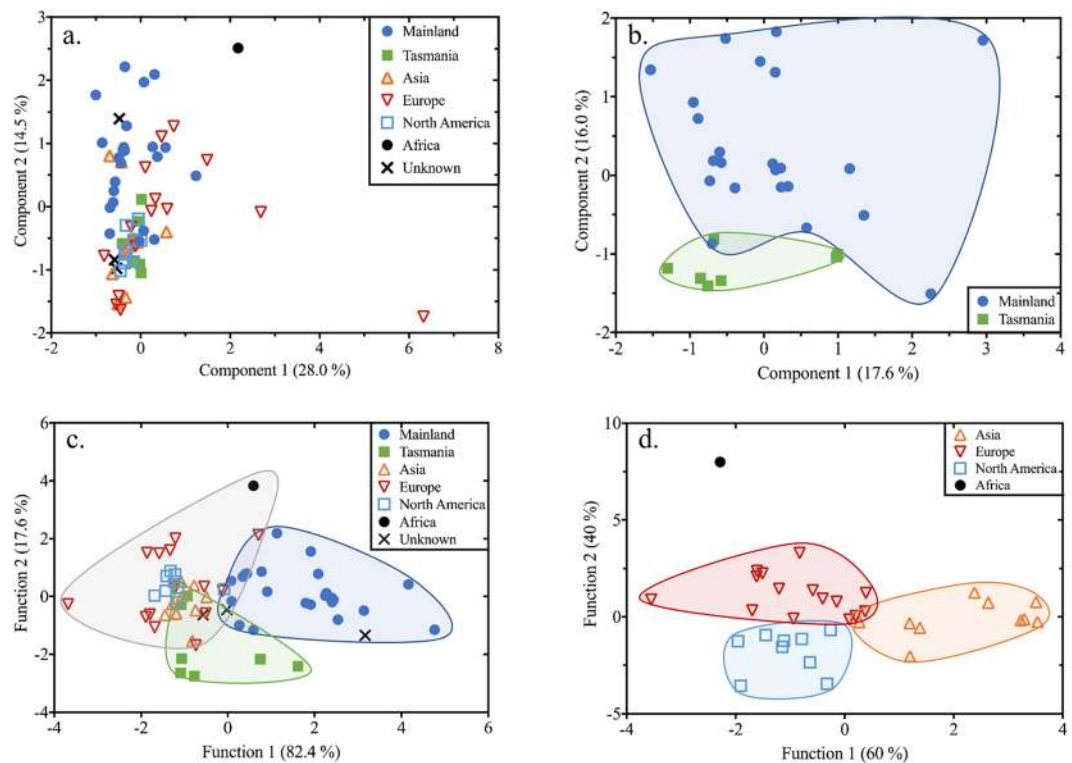 a.
3
2
1
0
-1
-2
-2
0
2
4
6
8
Component 2 (14.5 %)
Component 1 (28.0 %)
Mainland
Tasmania
Asia
Europe
North America
Africa
Unknown
b.
2
1
0
-1
-2
-2
-1
0
1
2
3
4
Component 2 (16.0 %)
Component 1 (17.6 %)
Mainland
Tasmania
c.
6
4
2
0
-2
-4
-4
-2
0
2
4
6
Function 2 (17.6 %)
Function 1 (82.4 %)
Mainland
Tasmania
Asia
Europe
North America
Africa
Unknown
d.
10
5
0
-5
-4
-2
0
2
4
Function 2 (40 %)
Function 1 (60 %)
Asia
Europe
North America
Africa